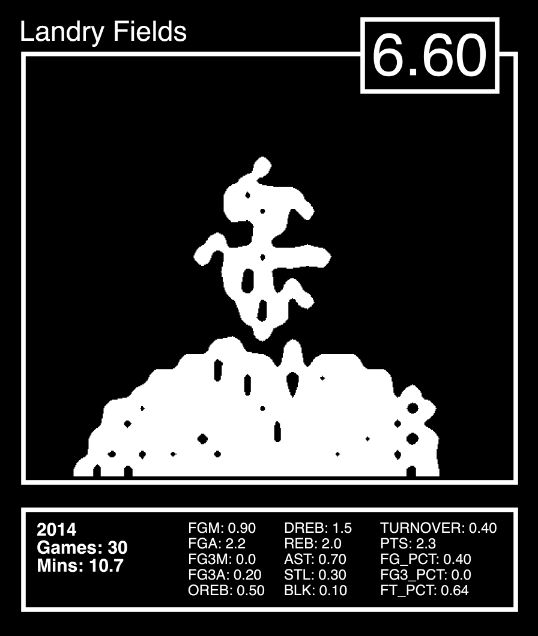 Landry Fields
6.60
2014
Games: 30
Mins: 10.7
FGM: 0.90
FGA: 2.2
FG3M: 0.0
FG3A: 0.20
OREB: 0.50
DREB: 1.5
REB: 2.0
AST: 0.70
STL: 0.30
BLK: 0.10
TURNOVER: 0.40
PTS: 2.3
FG_PCT: 0.40
FG3_PCT: 0.0
FT_PCT: 0.64